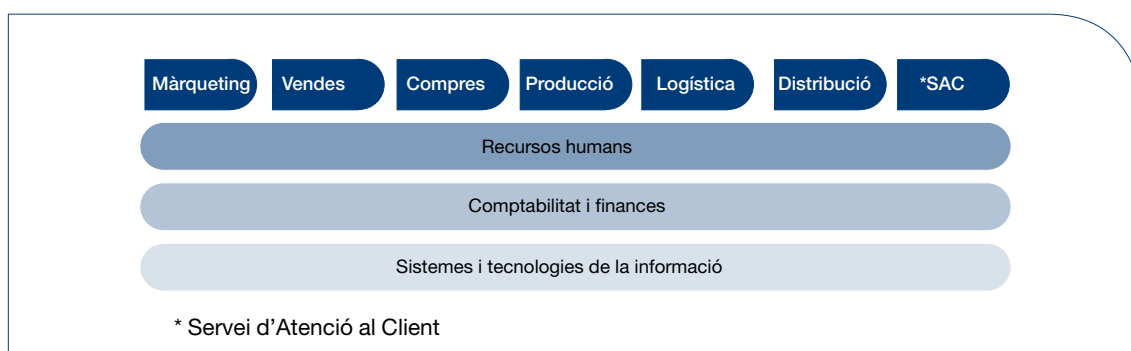 Màrqueting Vendes Compres Producció Logística Distribució *SAC
Recursos humans
Comptabilitat i finances
Sistemes i tecnologies de la informació
* Servei d’Atenció al Client